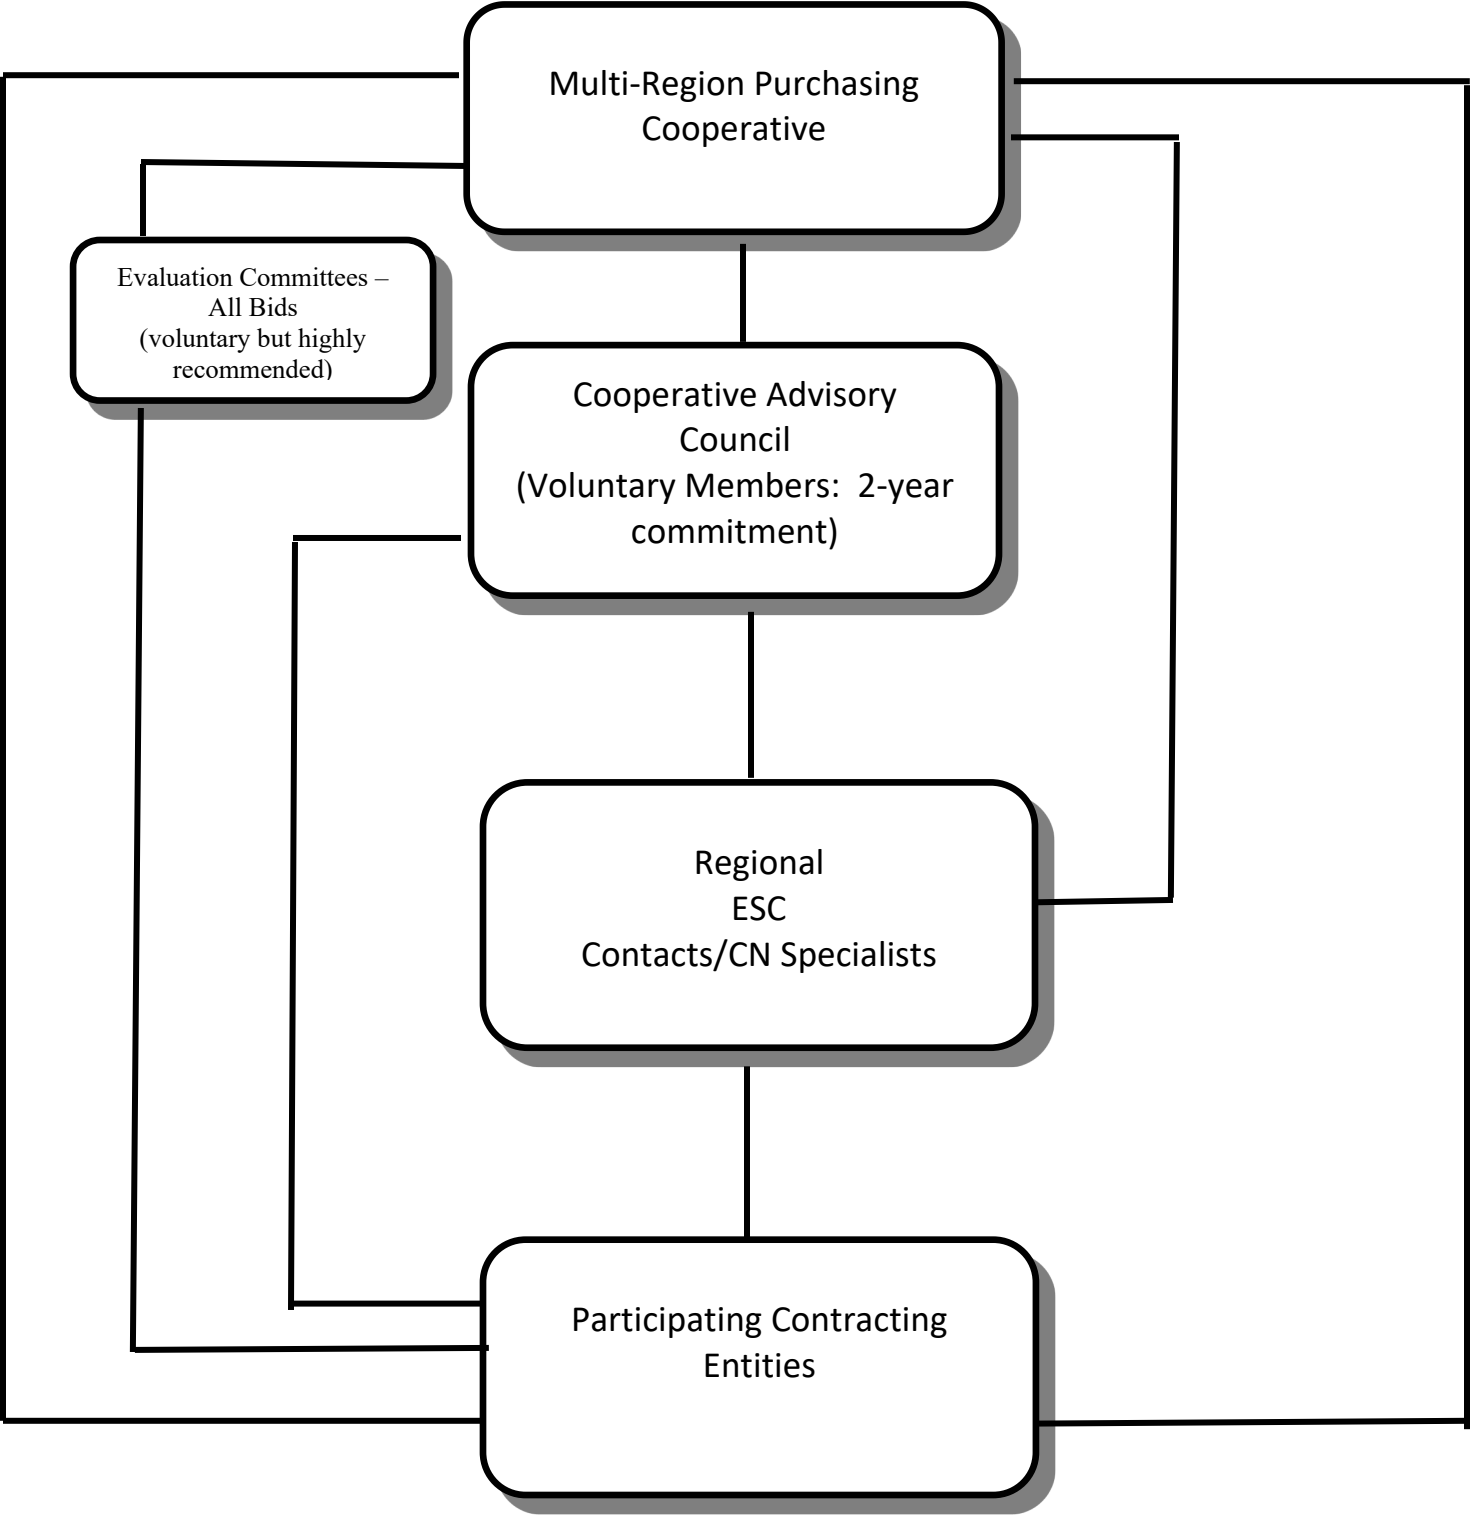 Multi-Region Purchasing
Cooperative
Evaluation Committees –
All Bids
(voluntary but highly
recommended)
Cooperative Advisory
Council
(Voluntary Members:  2-year
commitment)
Regional
ESC
Contacts/CN Specialists
Participating Contracting
Entities